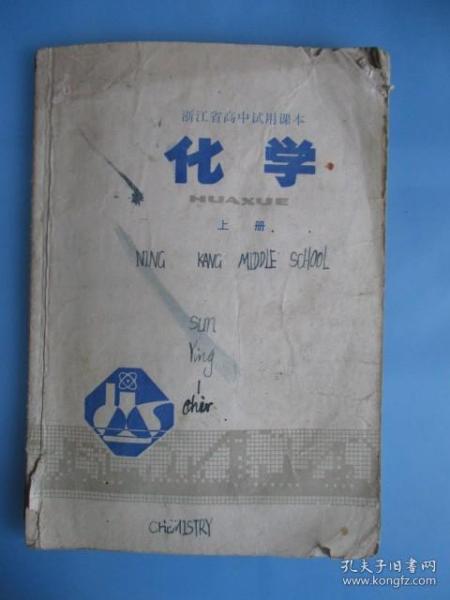 浙江省高中试用课本
化学
HUAXUE
上册
NING KANG MIDDLE SCHOOL
sun
Ying
CHEMISTRY
孔夫子旧书网
www.kongfz.com